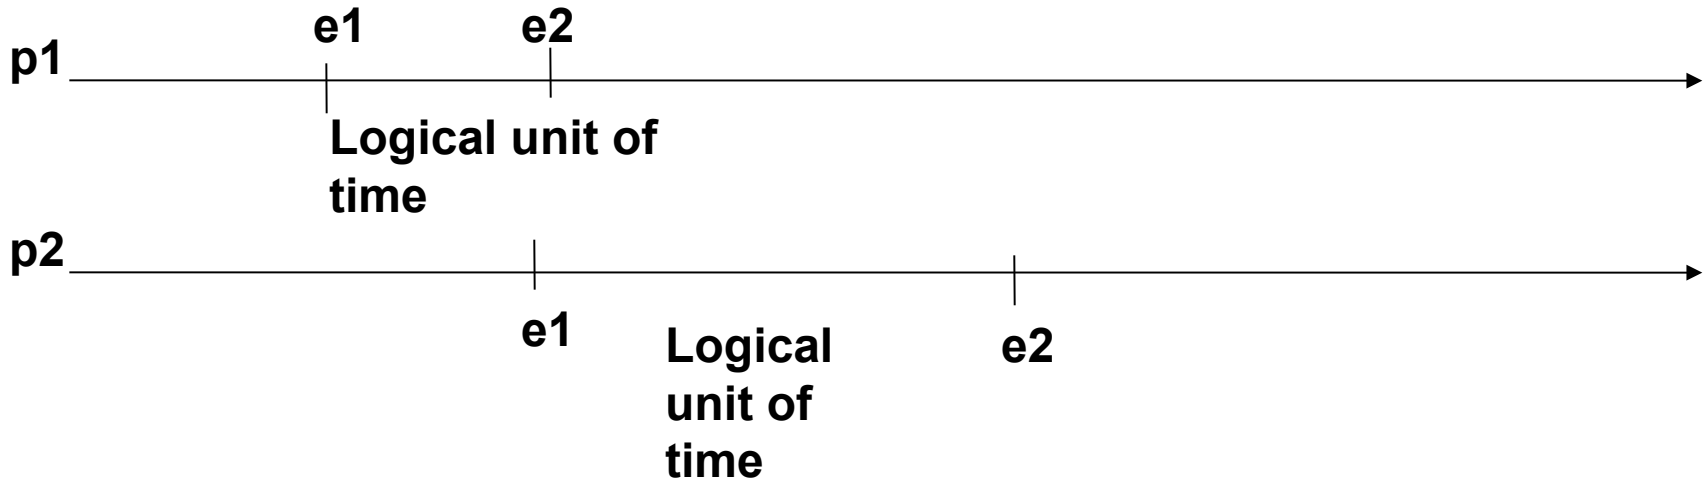 e1 e2
p1
Logical unit of
time
p2
e1 e2
Logical
unit of
time